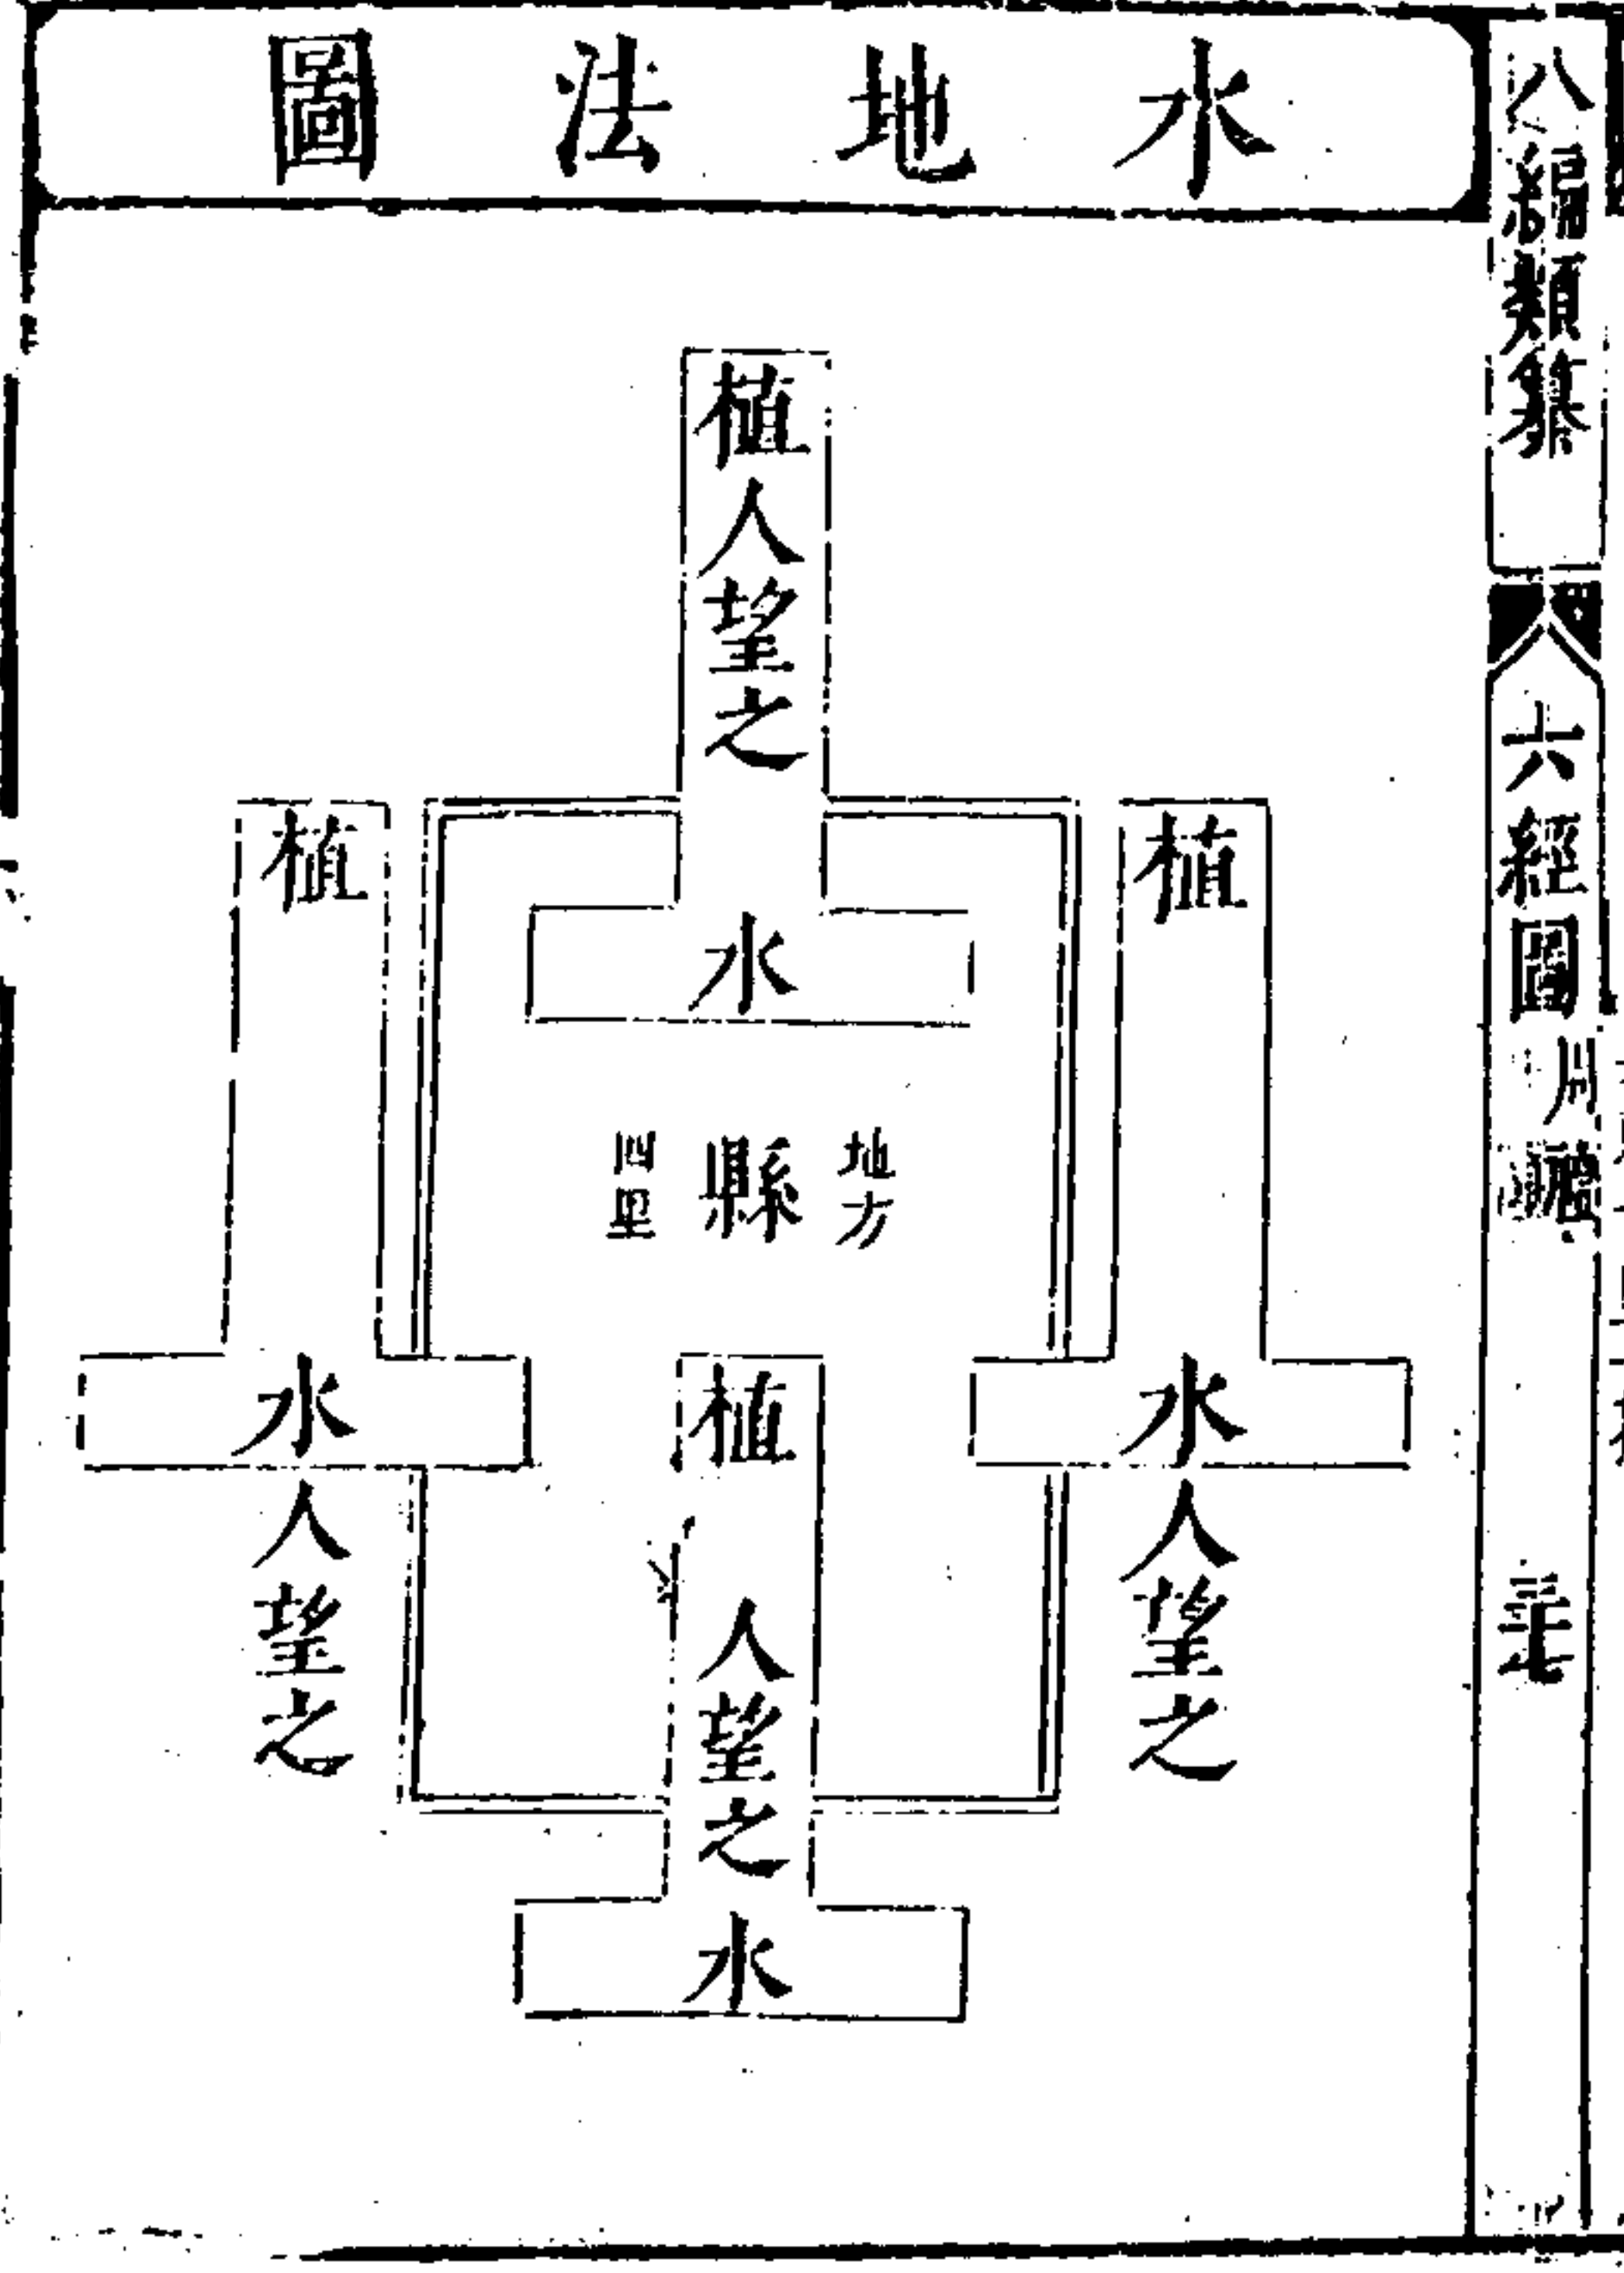 水地法圖
八編類纂
六經圖周禮
植人望之
水
植
水
人望之
地方
縣
四里
植
人望之
水
植
水
人望之